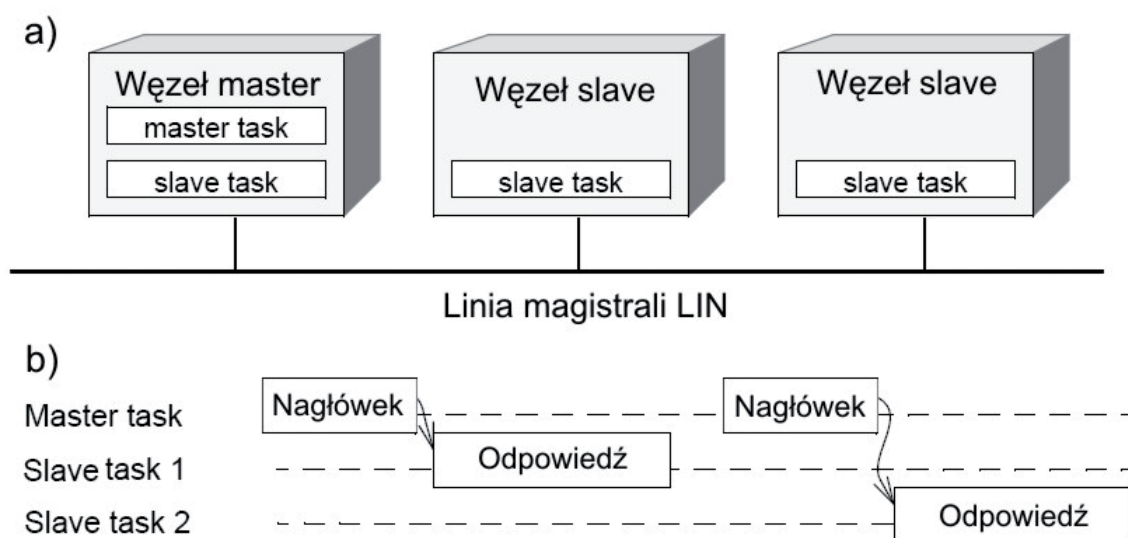 a)
Węzeł master
master task
slave task
Węzeł slave
slave task
Węzeł slave
slave task
Linia magistrali LIN
b)
Master task
Nagłówek
Nagłówek
Slave task 1
Odpowiedź
Slave task 2
Odpowiedź